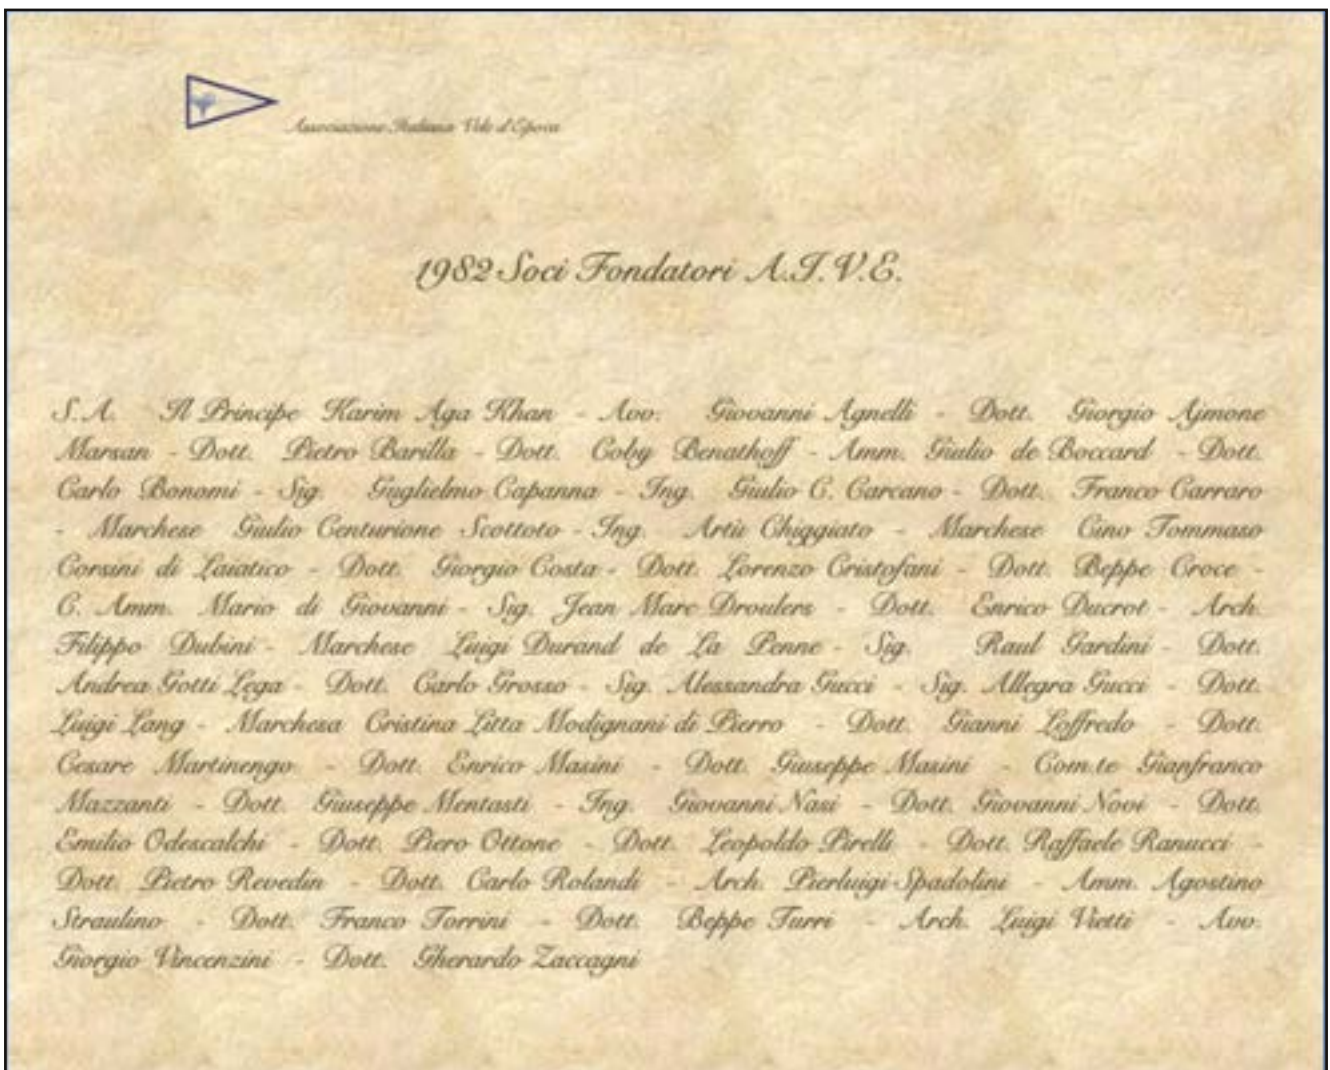 Associazione Italiana Vele d'Epoca
1982 Soci Fondatori A.I.V.E.
S.A. Il Principe Karim Aga Khan - Avv. Giovanni Agnelli - Dott. Giorgio Ajmone
Marsan - Dott. Pietro Barilla - Dott. Coby Benathoff - Amm. Giulio de Boccard - Dott.
Carlo Bonomi - Sig. Guglielmo Capanna - Ing. Giulio C. Carcano - Dott. Franco Carraro
- Marchese Giulio Centurione Scottoto - Ing. Artù Chiggiato - Marchese Cino Tommaso
Corsini di Laiatico - Dott. Giorgio Costa - Dott. Lorenzo Cristofani - Dott. Beppe Croce -
C. Amm. Mario di Giovanni - Sig. Jean Marc Droulers - Dott. Enrico Ducrot - Arch.
Filippo Dubini - Marchese Luigi Durand de La Penne - Sig. Raul Gardini - Dott.
Andrea Gotti Lega - Dott. Carlo Grosso - Sig. Alessandra Gucci - Sig. Allegra Gucci - Dott.
Luigi Lang - Marchesa Cristina Litta Modignani di Pierro - Dott. Gianni Loffredo - Dott.
Cesare Martinengo - Dott. Enrico Masini - Dott. Giuseppe Masini - Com.te Gianfranco
Mazzanti - Dott. Giuseppe Mentasti - Ing. Giovanni Nasi - Dott. Giovanni Novi - Dott.
Emilio Odescalchi - Dott. Piero Ottone - Dott. Leopoldo Pirelli - Dott. Raffaele Ranucci -
Dott. Pietro Revedin - Dott. Carlo Rolandi - Arch. Pierluigi Spadolini - Amm. Agostino
Straulino - Dott. Franco Torrini - Dott. Beppe Turri - Arch. Luigi Vietti - Avv.
Giorgio Vincenzini - Dott. Gherardo Zaccagni